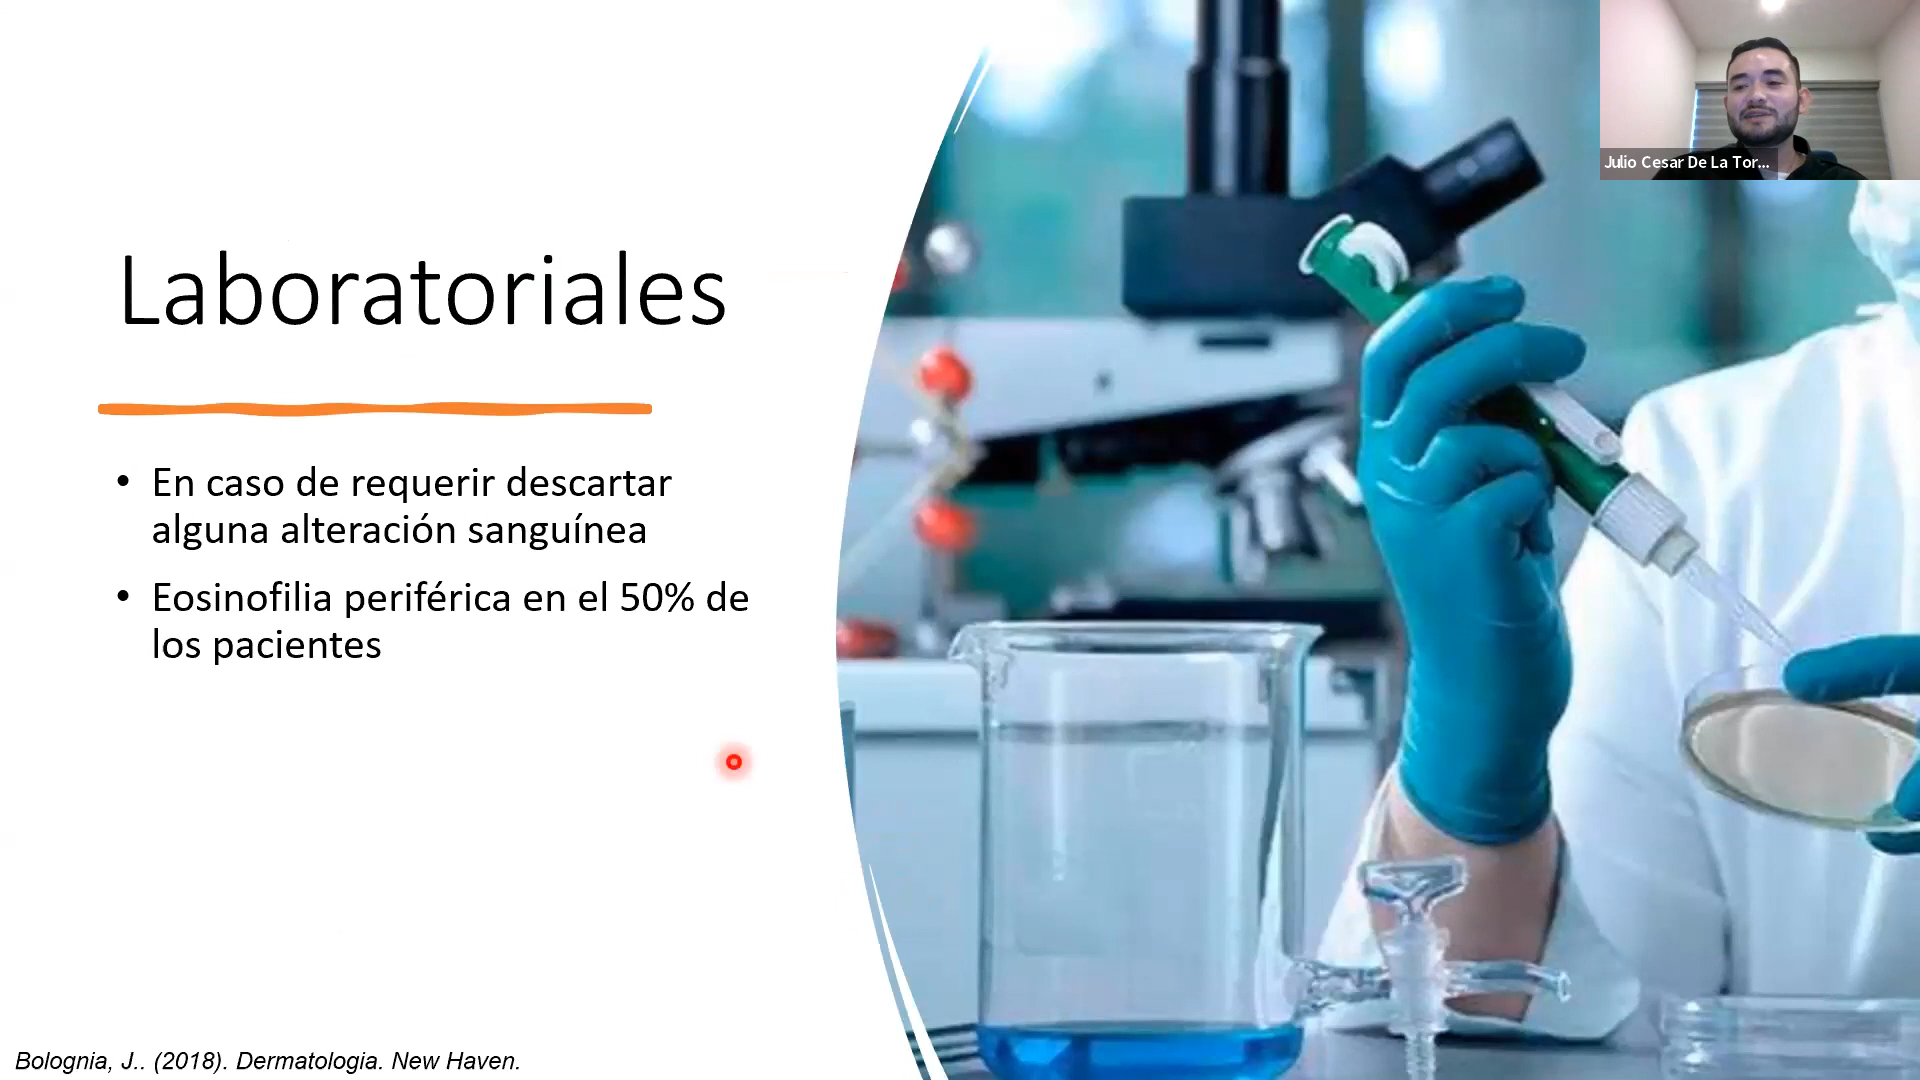 Julio Cesar De La Tor...
Laboratoriales
• En caso de requerir descartar
alguna alteración sanguínea
• Eosinofilia periférica en el 50% de
los pacientes
Bolognia, J.. (2018). Dermatologia. New Haven.